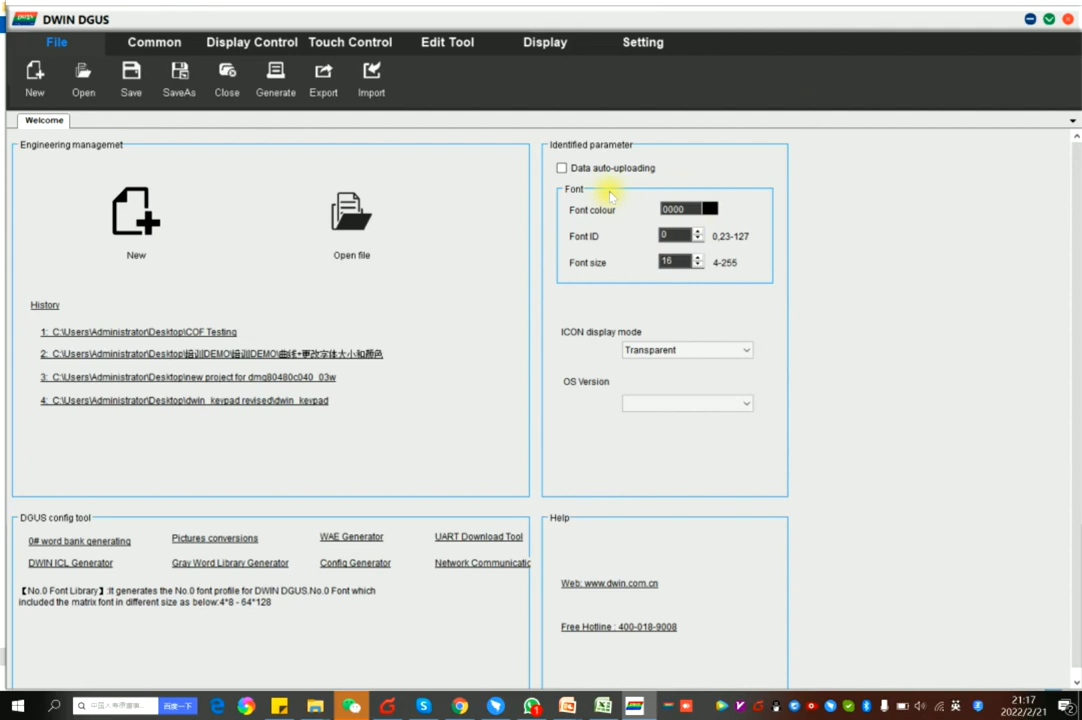 DWIN DGUS
File Common Display Control Touch Control Edit Tool Display Setting
New Open Save SaveAs Close Generate Export Import
Welcome
Engineering managemet
New
Open file
History
1: C:\Users\Administrator\Desktop\COF Testing
2: C:\Users\Administrator\Desktop\培训DEMO\培训DEMO\曲线+更改字体大小和颜色
3: C:\Users\Administrator\Desktop\new project for dmg80480c040_03w
4: C:\Users\Administrator\Desktop\dwin_keypad revised\dwin_keypad
Identified parameter
Data auto-uploading
Font
Font colour 0000
Font ID 0 0,23-127
Font size 16 4-255
ICON display mode
Transparent
OS Version
DGUS config tool
0# word bank generating Pictures conversions WAE Generator UART Download Tool
DWIN ICL Generator Gray Word Library Generator Config Generator Network Communicatic
【No.0 Font Library】:It generates the No.0 font profile for DWIN DGUS.No.0 Font which
included the matrix font in different size as below:4*8 - 64*128
Help
Web: www.dwin.com.cn
Free Hotline : 400-018-9008
百度一下
英
21:17
2022/2/21